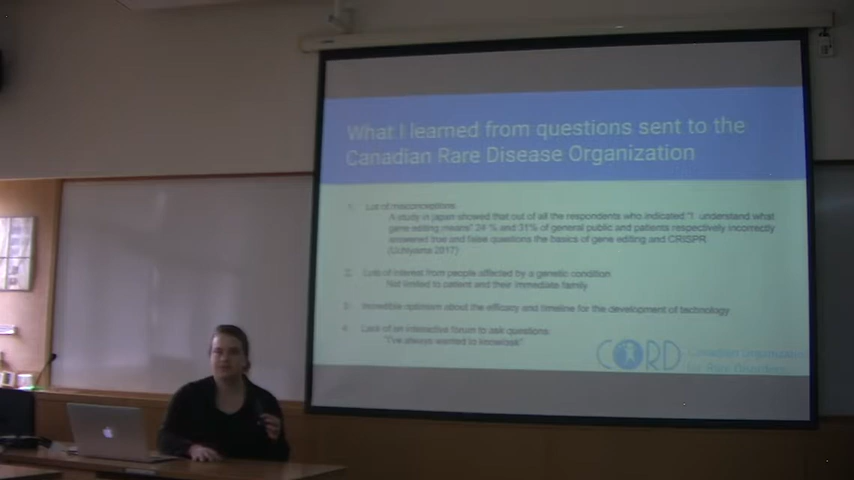 What I learned from questions sent to the
Canadian Rare Disease Organization
1. Lots of misconceptions.
A study in japan showed that out of all the respondents who indicated "I understand what
gene editing means" 24 % and 31% of general public and patients respectively incorrectly
answered true and false questions the basics of gene editing and CRISPR
(Uchiyama 2017)
2. Lots of interest from people affected by a genetic condition
Not limited to patient and their immediate family.
3. Incredible optimism about the efficacy and timeline for the development of technology
4. Lack of an interactive forum to ask questions:
"I've always wanted to know/ask"
CORD Canadian Organization
for Rare Disorders